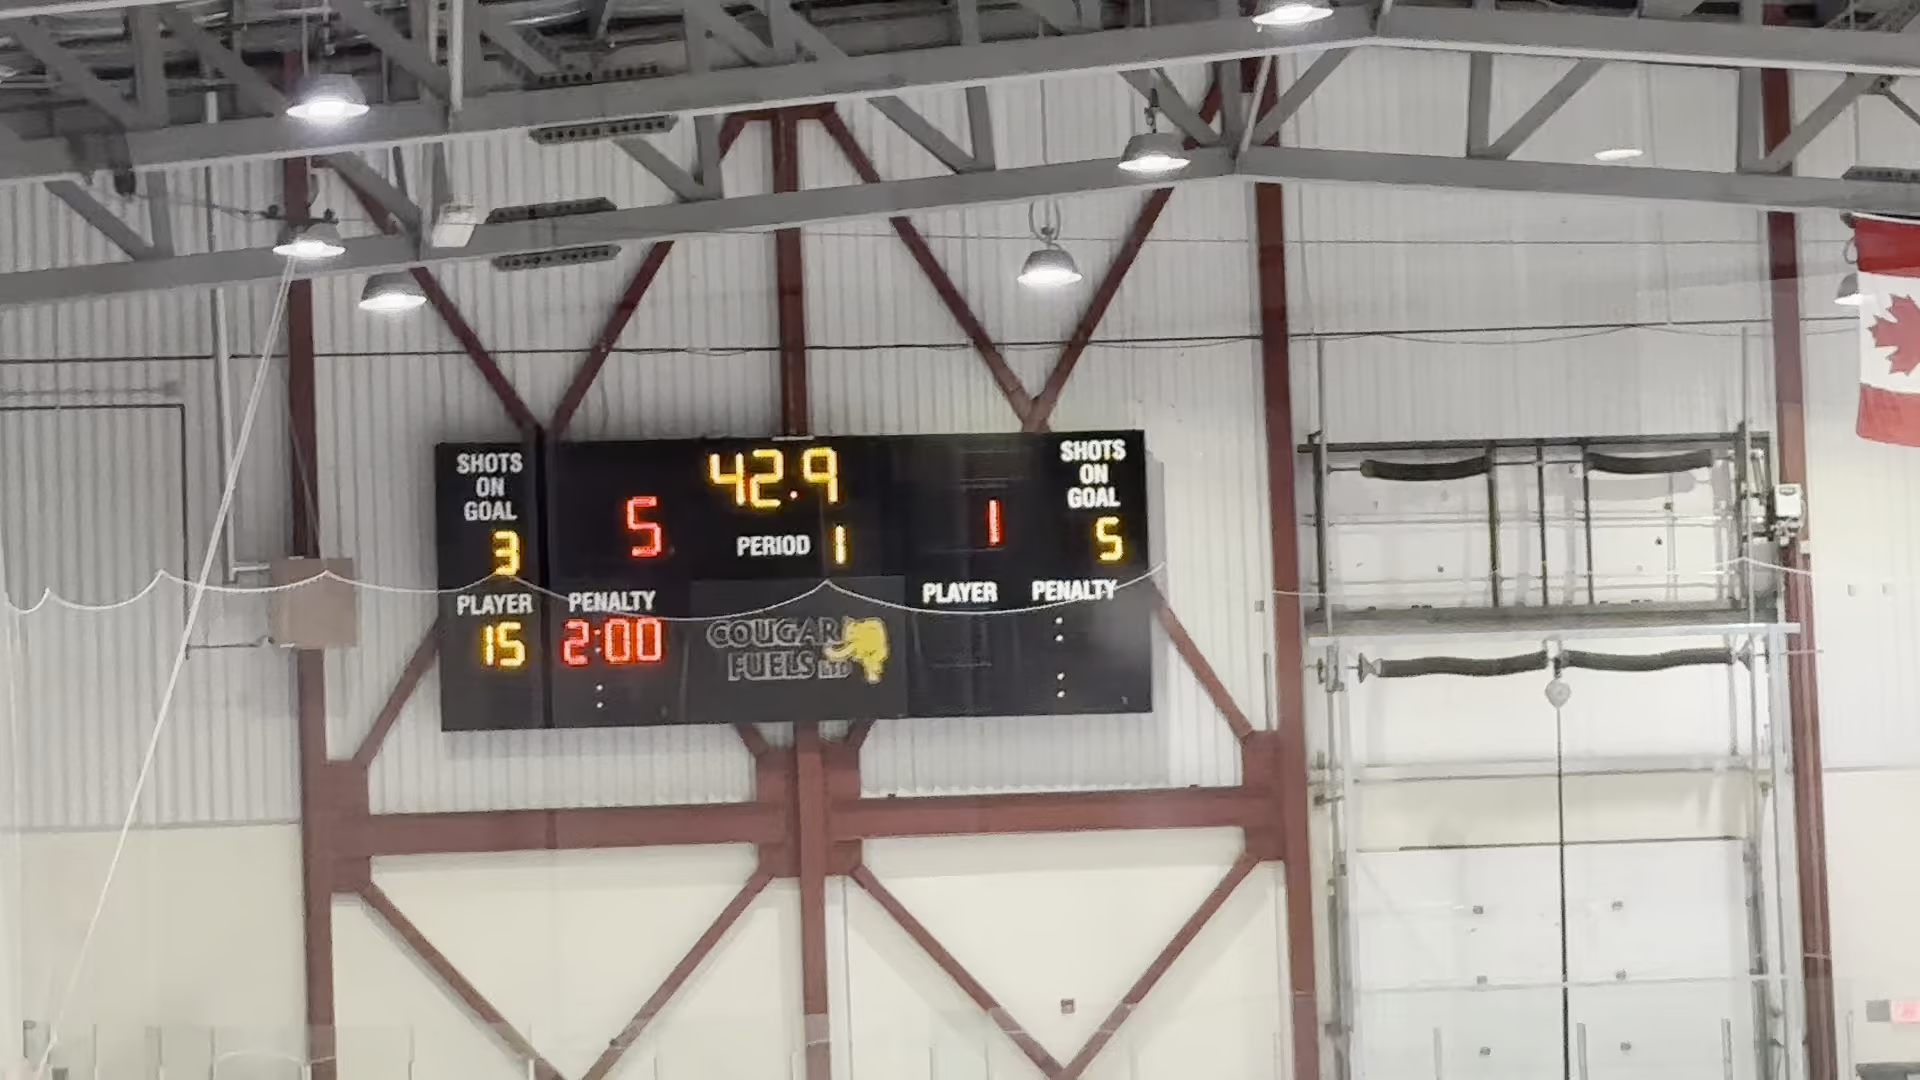 SHOTS
ON
GOAL
3
5
42.9
PERIOD 1
1
SHOTS
ON
GOAL
5
PLAYER PENALTY
15 2:00
COUGAR
FUELS LTD
PLAYER PENALTY
:
:
: